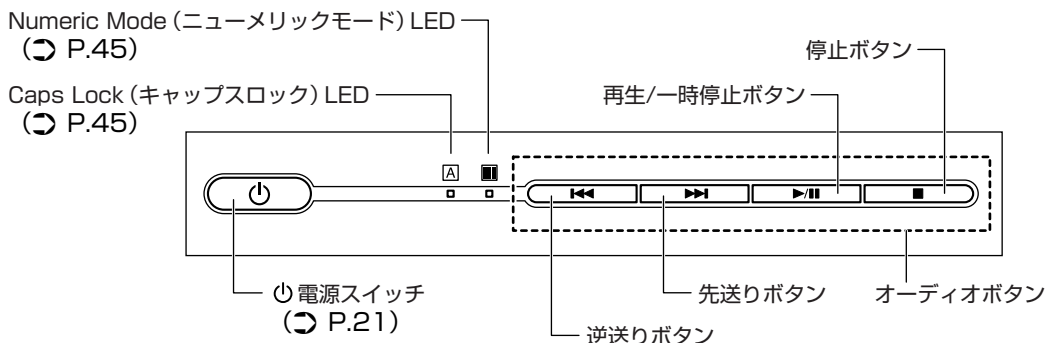 Numeric Mode（ニューメリックモード）LED
（➲ P.45）
停止ボタン
Caps Lock（キャップスロック）LED
（➲ P.45）
再生/一時停止ボタン
A
電源スイッチ
（➲ P.21）
先送りボタン
オーディオボタン
逆送りボタン